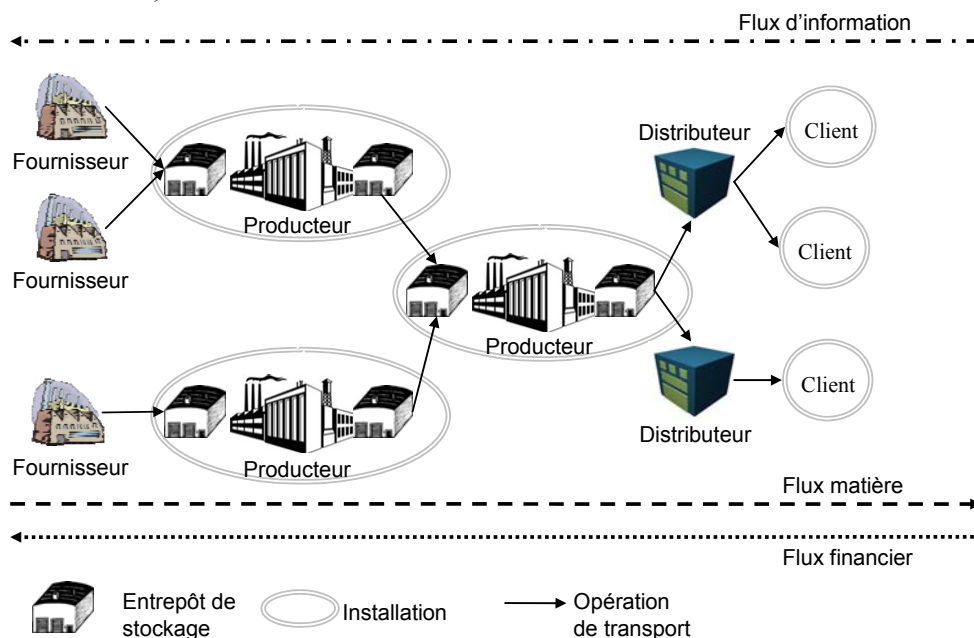 Flux d'information
Fournisseur
Fournisseur
Producteur
Distributeur
Client
Client
Producteur
Fournisseur
Producteur
Distributeur
Client
Flux matière
Flux financier
Entrepôt de
stockage
Installation
Opération
de transport